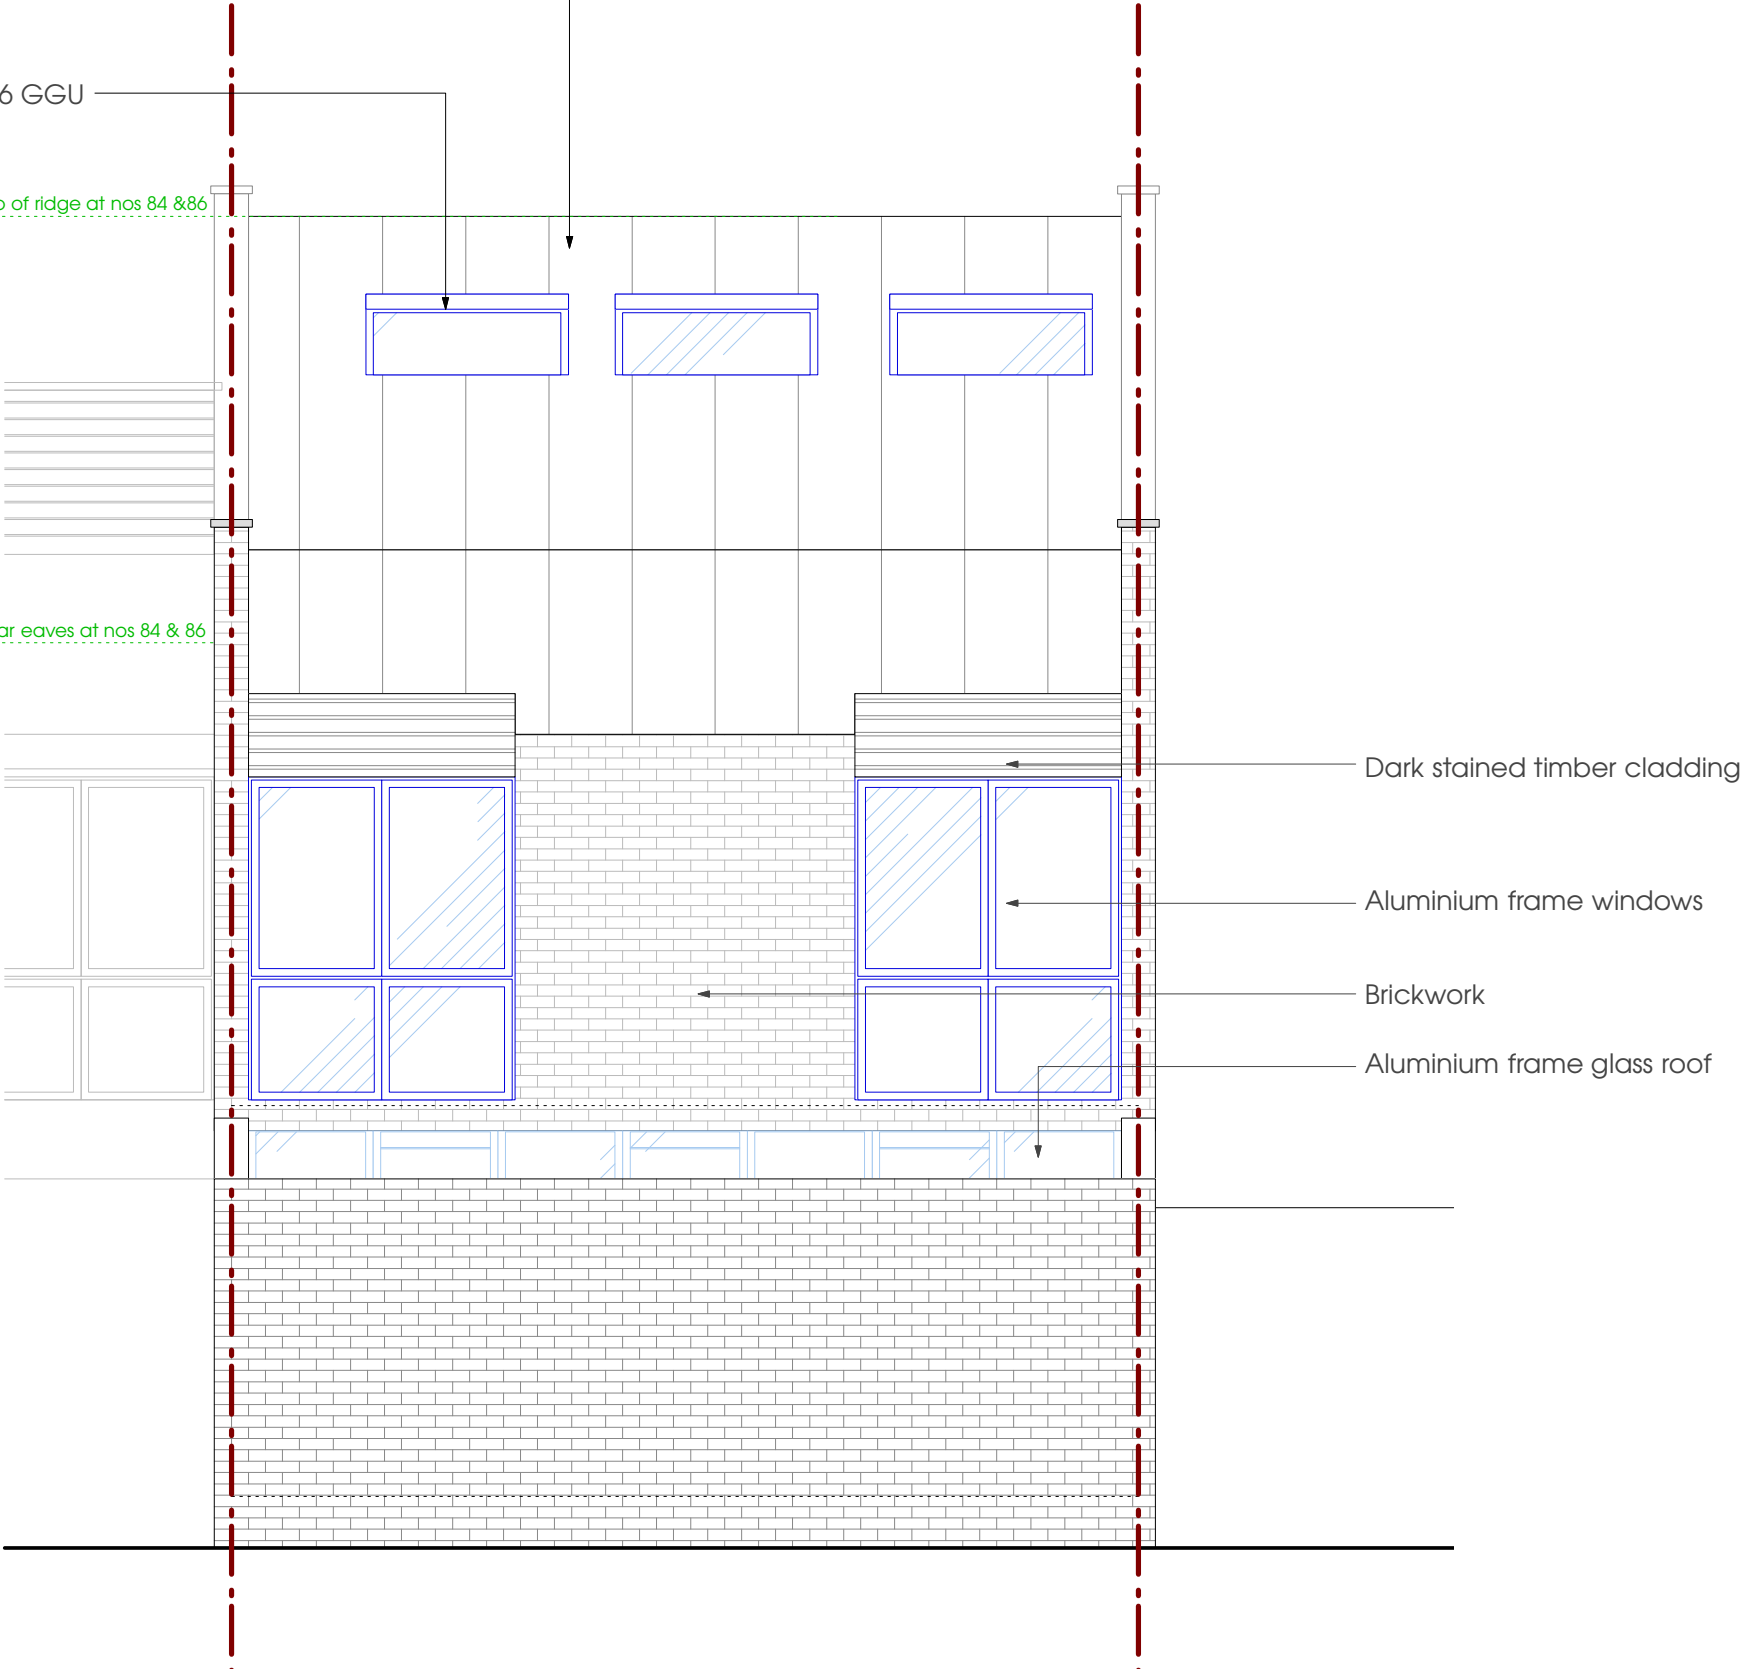 6 GGU
of ridge at nos 84 &86
eaves at nos 84 & 86
Dark stained timber cladding
Aluminium frame windows
Brickwork
Aluminium frame glass roof